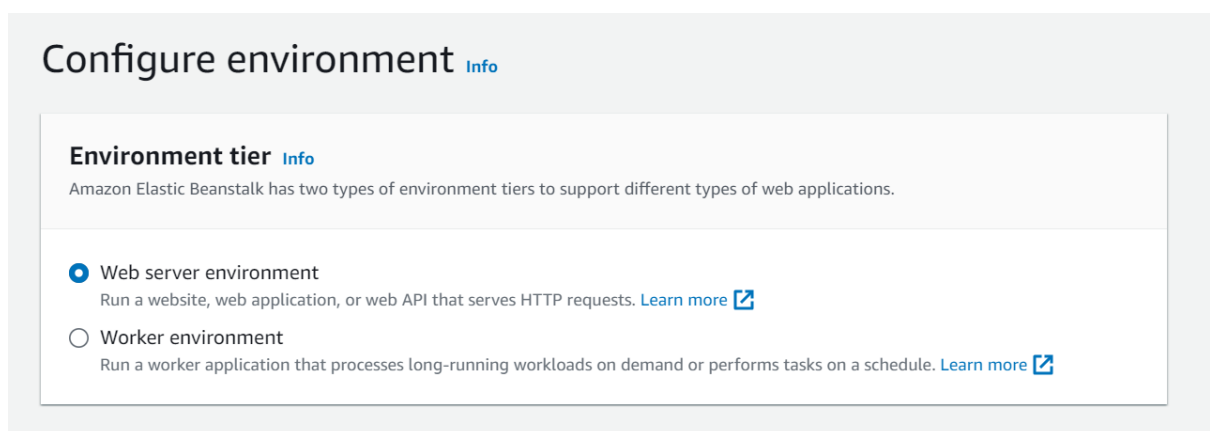 Configure environment Info
Environment tier Info
Amazon Elastic Beanstalk has two types of environment tiers to support different types of web applications.
Web server environment
Run a website, web application, or web API that serves HTTP requests. Learn more
Worker environment
Run a worker application that processes long-running workloads on demand or performs tasks on a schedule. Learn more